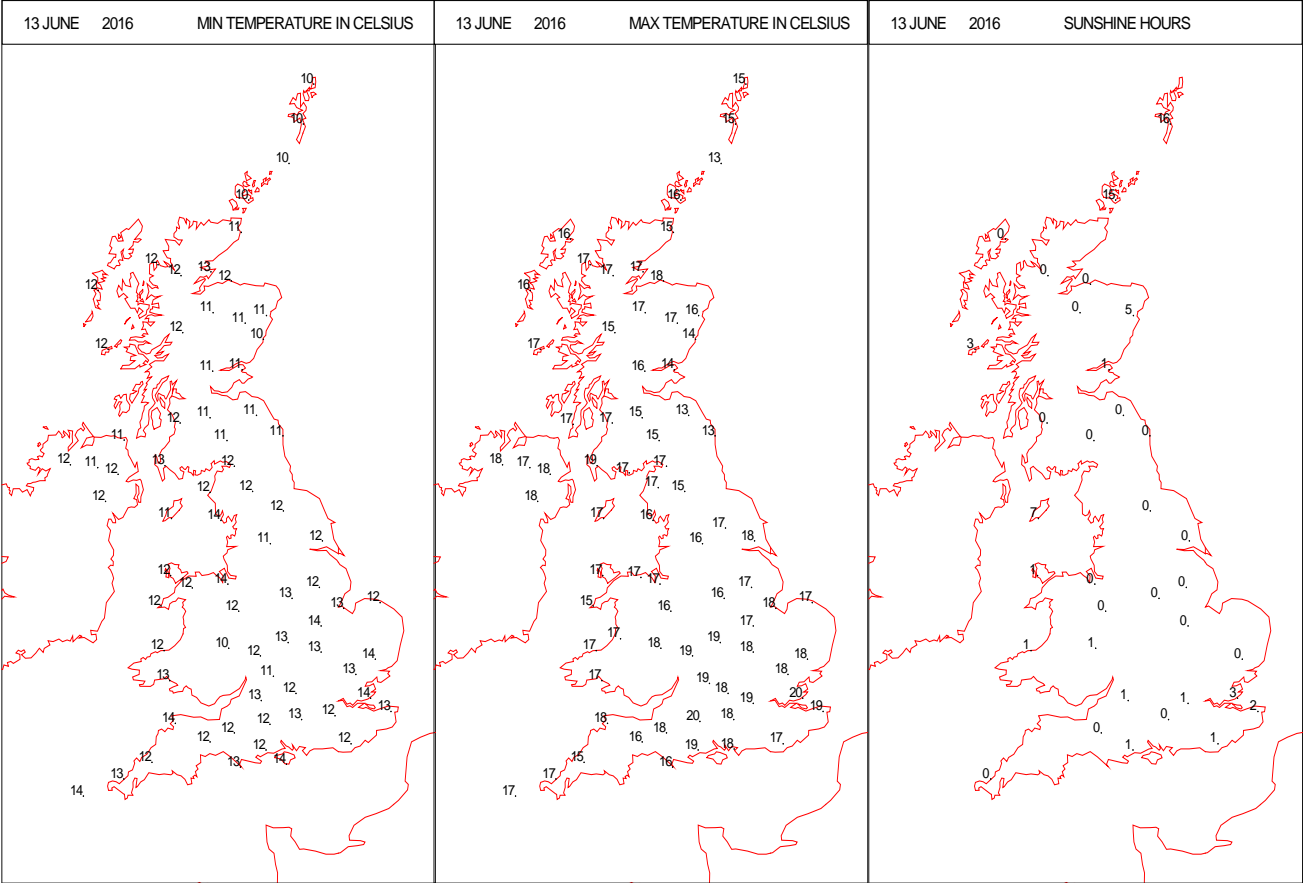 13 JUNE 2016 MIN TEMPERATURE IN CELSIUS
10.
10.
10.
10.
11.
12. 12. 13. 12.
12.
11. 11. 11.
12. 10.
12.
11. 11.
12. 11. 11.
11. 11. 11.
12. 11. 12. 13. 12.
12. 12. 12.
11. 14. 12.
11. 12.
12. 12. 14. 12.
12. 12. 13. 13. 12.
14.
12. 10. 12. 13. 13. 14.
13. 11. 13.
13. 12. 14. 13.
14. 12. 12. 12. 13. 12.
12. 13. 12. 14. 12.
13.
14.
13 JUNE 2016 MAX TEMPERATURE IN CELSIUS
15.
15.
13.
16.
16. 15.
17. 17. 17. 18.
16.
17. 17. 16.
15. 14.
17.
16. 14.
17. 17. 15. 13.
15. 13.
18. 17. 18. 19. 17. 17.
18. 17. 15.
17. 16. 17.
16. 18.
17. 17. 17. 17.
15. 16. 16. 18. 17.
17.
17. 17. 18. 19. 19. 18. 18.
17. 19. 18.
18. 19. 20. 19.
18. 16. 18. 20. 18.
15. 16. 19. 18. 17.
17.
17.
13 JUNE 2016 SUNSHINE HOURS
16.
15.
0.
0. 0.
0. 5.
3.
1.
0. 0.
0. 0.
7. 0.
0.
1. 0. 0.
0. 0.
0.
1. 1. 0.
1. 1. 3. 2.
0. 0.
1. 1.
0.